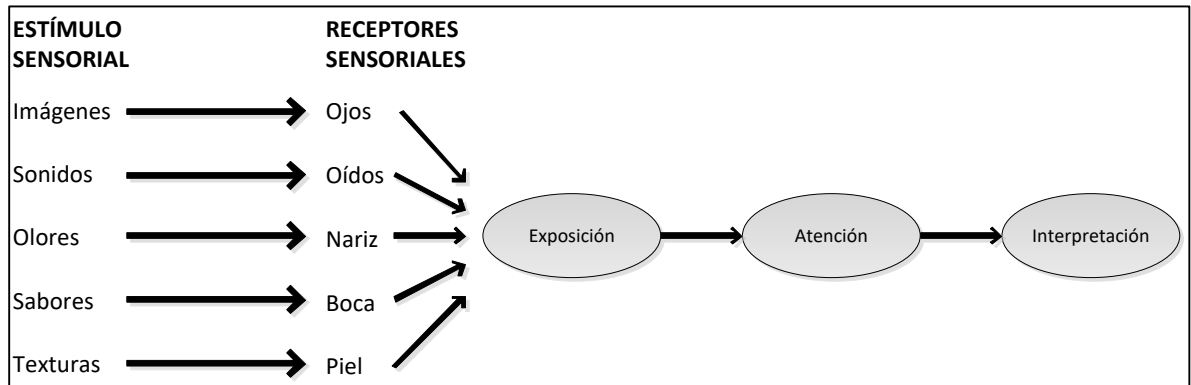 ESTÍMULO
SENSORIAL
RECEPTORES
SENSORIALES
Imágenes
Ojos
Sonidos
Oídos
Olores
Nariz
Exposición
Atención
Interpretación
Sabores
Boca
Texturas
Piel